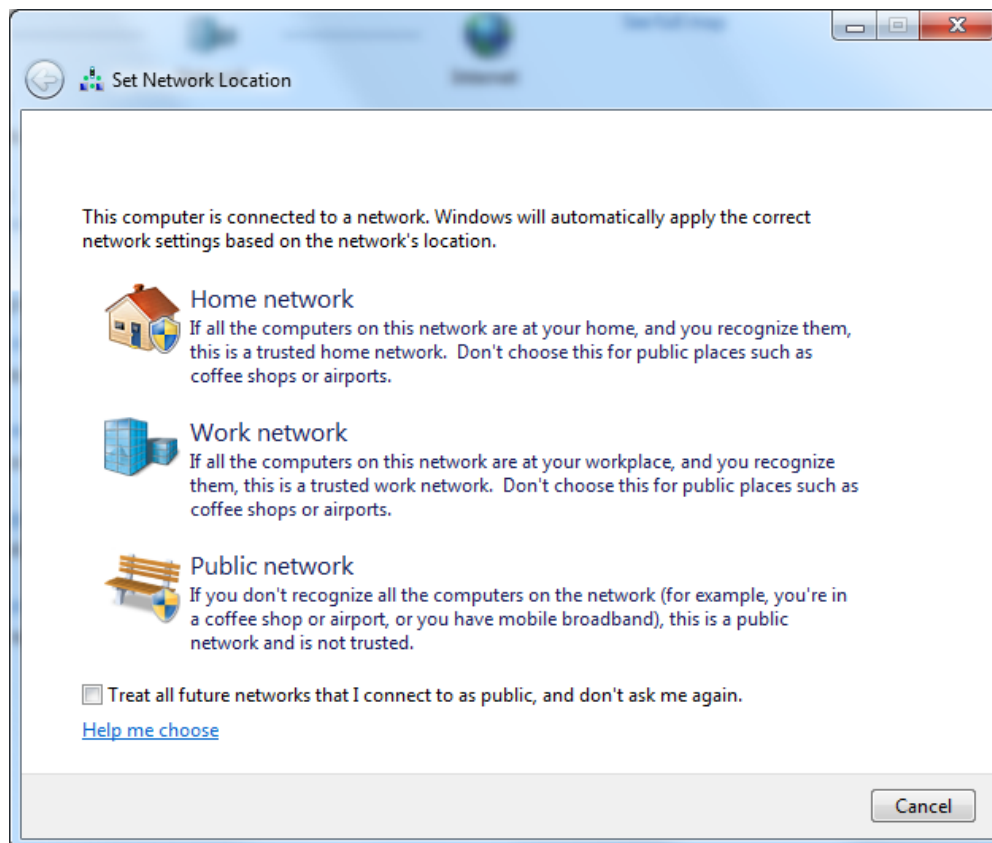 See full map
Internet
Set Network Location
This computer is connected to a network. Windows will automatically apply the correct
network settings based on the network's location.
Home network
If all the computers on this network are at your home, and you recognize them,
this is a trusted home network.  Don't choose this for public places such as
coffee shops or airports.
Work network
If all the computers on this network are at your workplace, and you recognize
them, this is a trusted work network.  Don't choose this for public places such as
coffee shops or airports.
Public network
If you don't recognize all the computers on the network (for example, you're in
a coffee shop or airport, or you have mobile broadband), this is a public
network and is not trusted.
Treat all future networks that I connect to as public, and don't ask me again.
Help me choose
Cancel